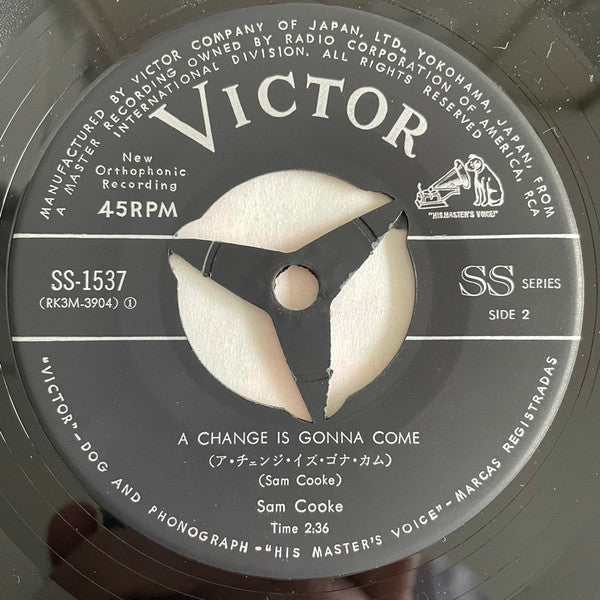 MANUFACTURED BY VICTOR COMPANY OF JAPAN, LTD., YOKOHAMA, JAPAN, FROM
A MASTER RECORDING OWNED BY RADIO CORPORATION OF AMERICA, RCA
INTERNATIONAL DIVISION. ALL RIGHTS RESERVED
VICTOR
New
Orthophonic
Recording
45RPM
"HIS MASTER'S VOICE"
SS-1537
(RK3M-3904) ①
SS SERIES
SIDE 2
A CHANGE IS GONNA COME
(ア・チェンジ・イズ・ゴナ・カム)
(Sam Cooke)
Sam Cooke
Time 2:36
"VICTOR"-DOG AND PHONOGRAPH-"HIS MASTER'S VOICE"-MARCAS REGISTRADAS